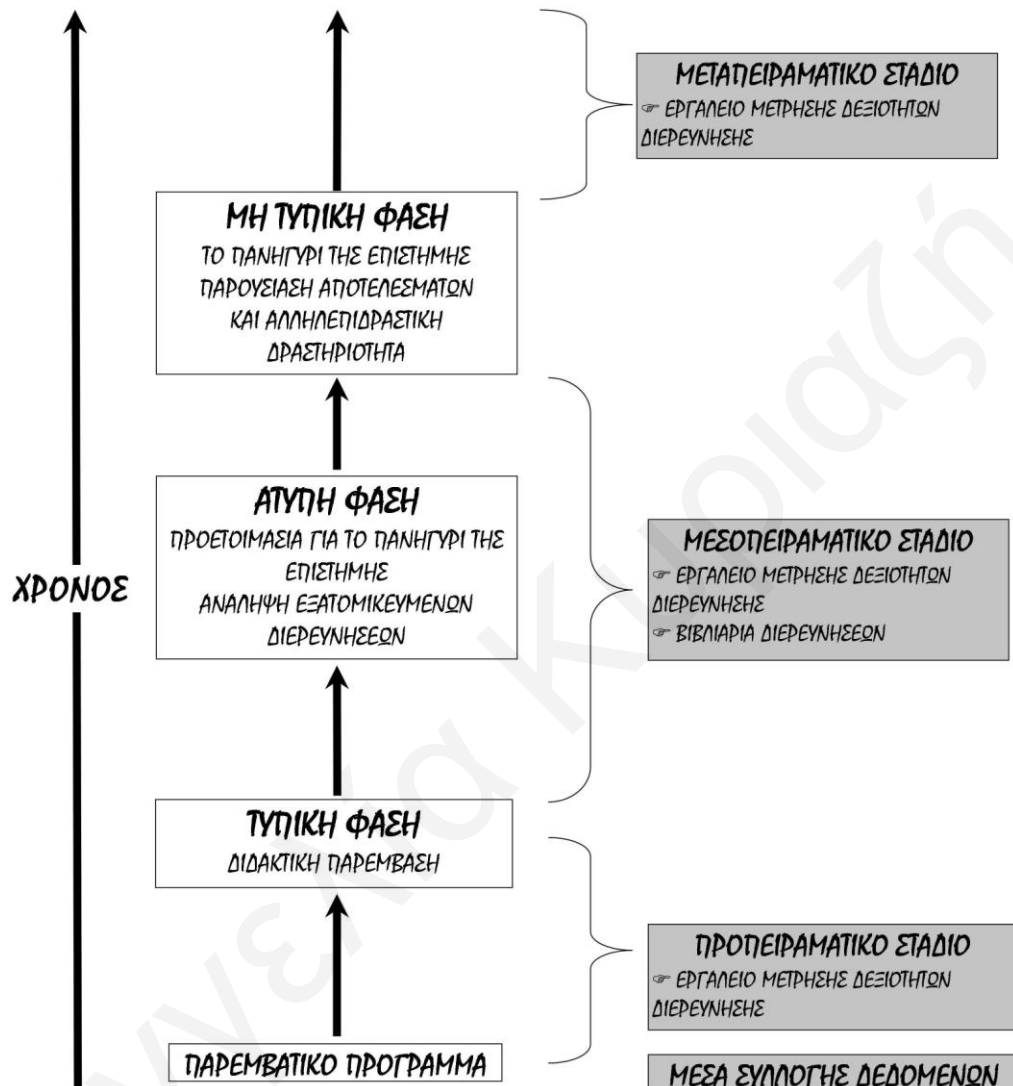 ΜΕΤΑΠΕΙΡΑΜΑΤΙΚΟ ΣΤΑΔΙΟ
☞ ΕΡΓΑΛΕΙΟ ΜΕΤΡΗΣΗΣ ΔΕΞΙΟΤΗΤΩΝ
ΔΙΕΡΕΥΝΗΣΗΣ
ΜΗ ΤΥΠΙΚΗ ΦΑΣΗ
ΤΟ ΠΑΝΗΓΥΡΙ ΤΗΣ ΕΠΙΣΤΗΜΗΣ
ΠΑΡΟΥΣΙΑΣΗ ΑΠΟΤΕΛΕΣΜΑΤΩΝ
ΚΑΙ ΑΛΛΗΛΕΠΙΔΡΑΣΤΙΚΗ
ΔΡΑΣΤΗΡΙΟΤΗΤΑ
ΑΤΥΠΗ ΦΑΣΗ
ΠΡΟΕΤΟΙΜΑΣΙΑ ΓΙΑ ΤΟ ΠΑΝΗΓΥΡΙ ΤΗΣ
ΕΠΙΣΤΗΜΗΣ
ΑΝΑΛΗΨΗ ΕΞΑΤΟΜΙΚΕΥΜΕΝΩΝ
ΔΙΕΡΕΥΝΗΣΕΩΝ
ΧΡΟΝΟΣ
ΜΕΣΟΠΕΙΡΑΜΑΤΙΚΟ ΣΤΑΔΙΟ
☞ ΕΡΓΑΛΕΙΟ ΜΕΤΡΗΣΗΣ ΔΕΞΙΟΤΗΤΩΝ
ΔΙΕΡΕΥΝΗΣΗΣ
☞ ΒΙΒΛΙΑΡΙΑ ΔΙΕΡΕΥΝΗΣΕΩΝ
ΤΥΠΙΚΗ ΦΑΣΗ
ΔΙΔΑΚΤΙΚΗ ΠΑΡΕΜΒΑΣΗ
ΠΡΟΠΕΙΡΑΜΑΤΙΚΟ ΣΤΑΔΙΟ
☞ ΕΡΓΑΛΕΙΟ ΜΕΤΡΗΣΗΣ ΔΕΞΙΟΤΗΤΩΝ
ΔΙΕΡΕΥΝΗΣΗΣ
ΠΑΡΕΜΒΑΤΙΚΟ ΠΡΟΓΡΑΜΜΑ
ΜΕΣΑ ΣΥΛΛΟΓΗΣ ΔΕΔΟΜΕΝΩΝ
Κυριαζή